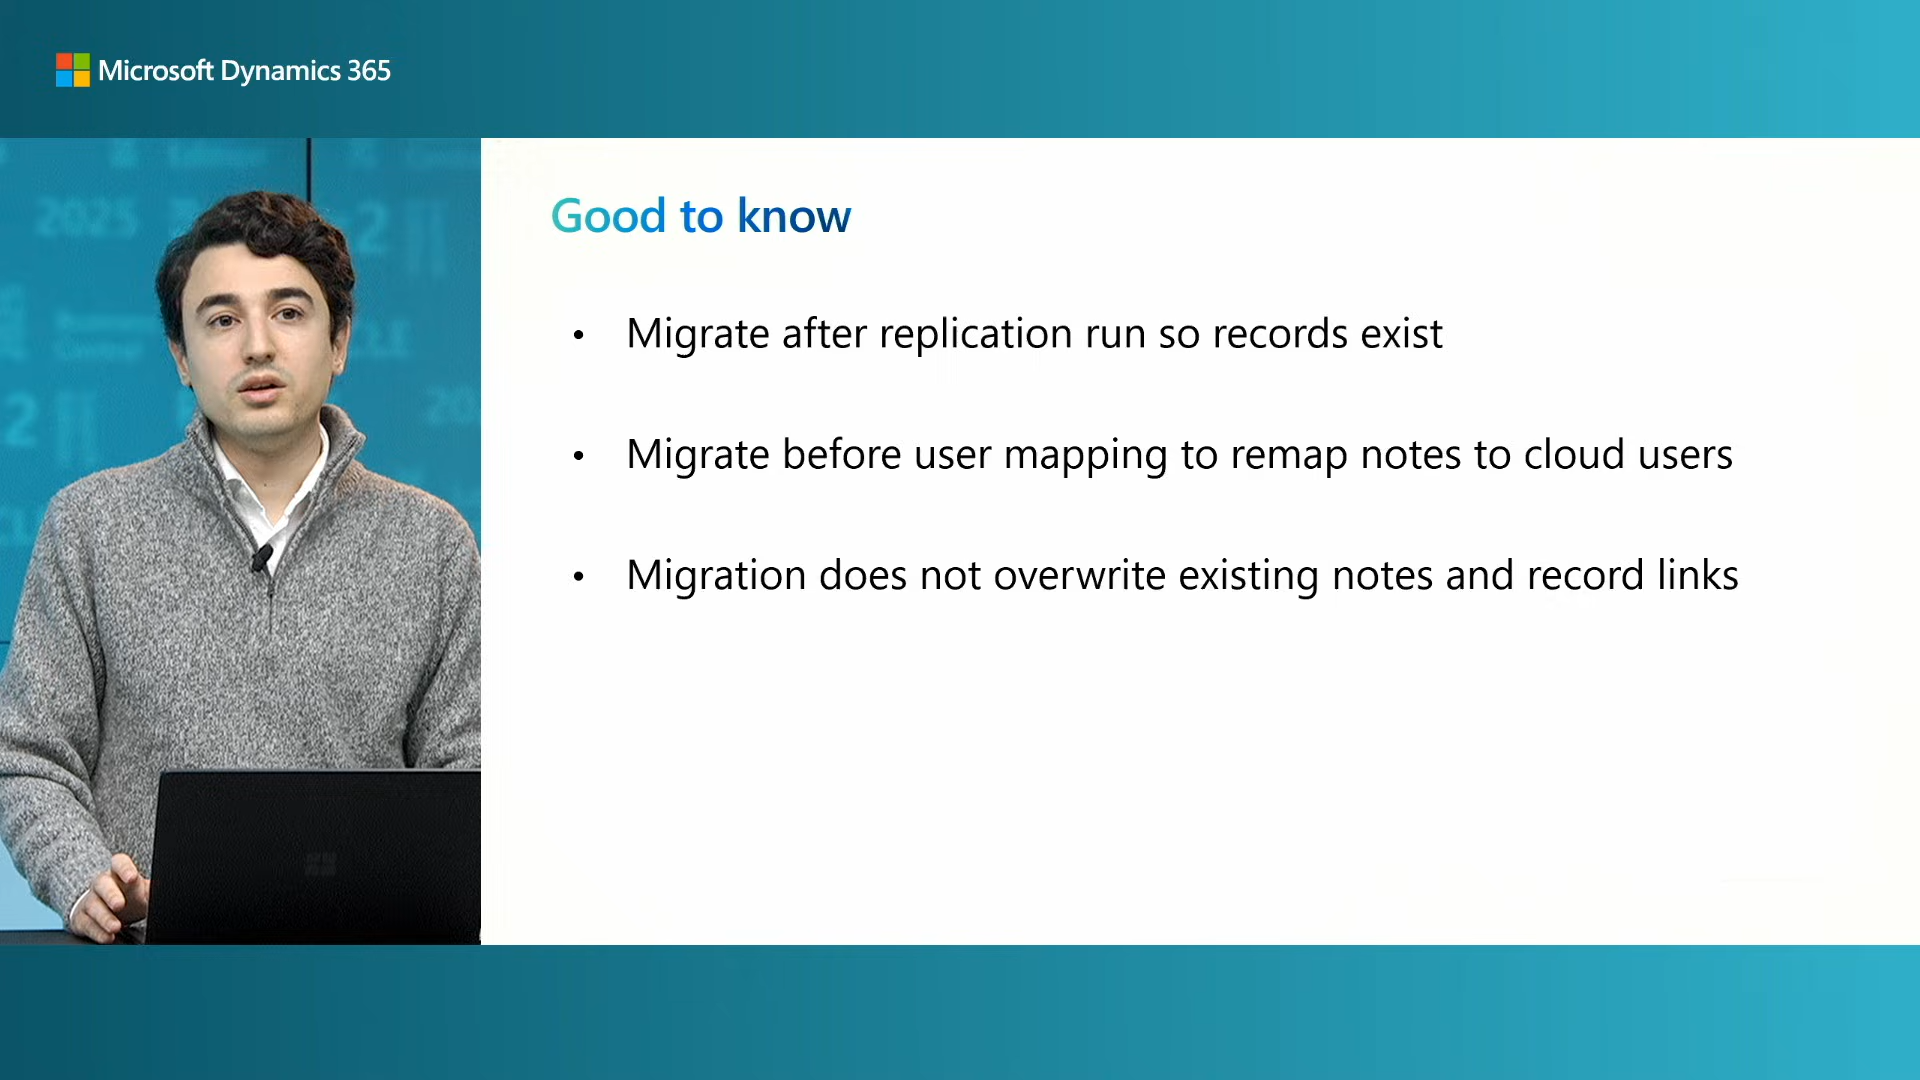 Microsoft Dynamics 365
2025
Good to know
• Migrate after replication run so records exist
• Migrate before user mapping to remap notes to cloud users
• Migration does not overwrite existing notes and record links